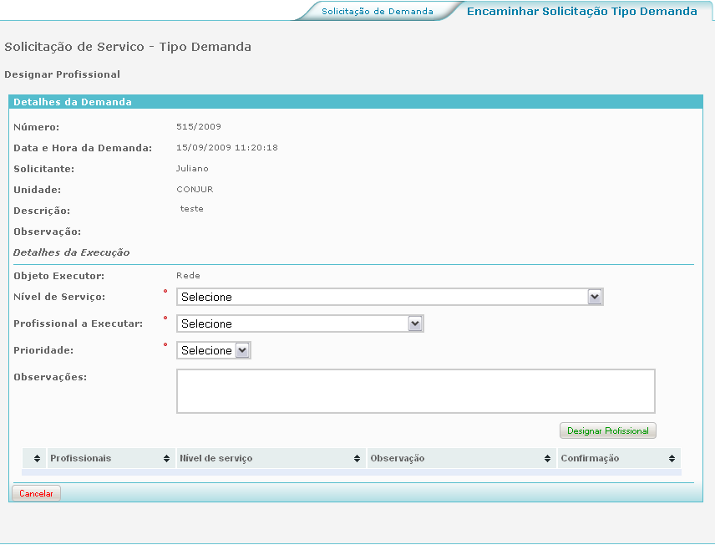 Solicitação de Demanda
Encaminhar Solicitação Tipo Demanda
Solicitação de Servico - Tipo Demanda
Designar Profissional
Detalhes da Demanda
Número: 515/2009
Data e Hora da Demanda: 15/09/2009 11:20:18
Solicitante: Juliano
Unidade: CONJUR
Descrição: teste
Observação:
Detalhes da Execução
Objeto Executor: Rede
Nível de Serviço: * Selecione
Profissional a Executar: * Selecione
Prioridade: * Selecione
Observações:
Designar Profissional
Profissionais Nível de serviço Observação Confirmação
Cancelar